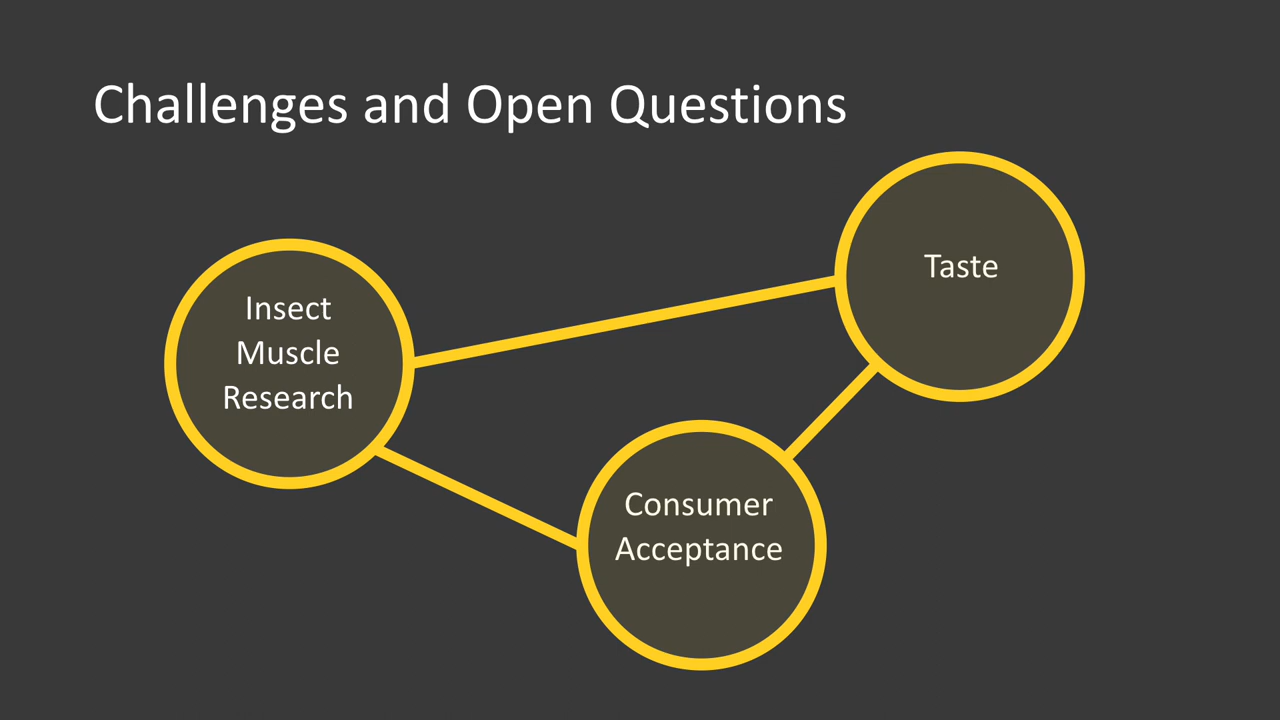 Challenges and Open Questions
Insect
Muscle
Research
Taste
Consumer
Acceptance